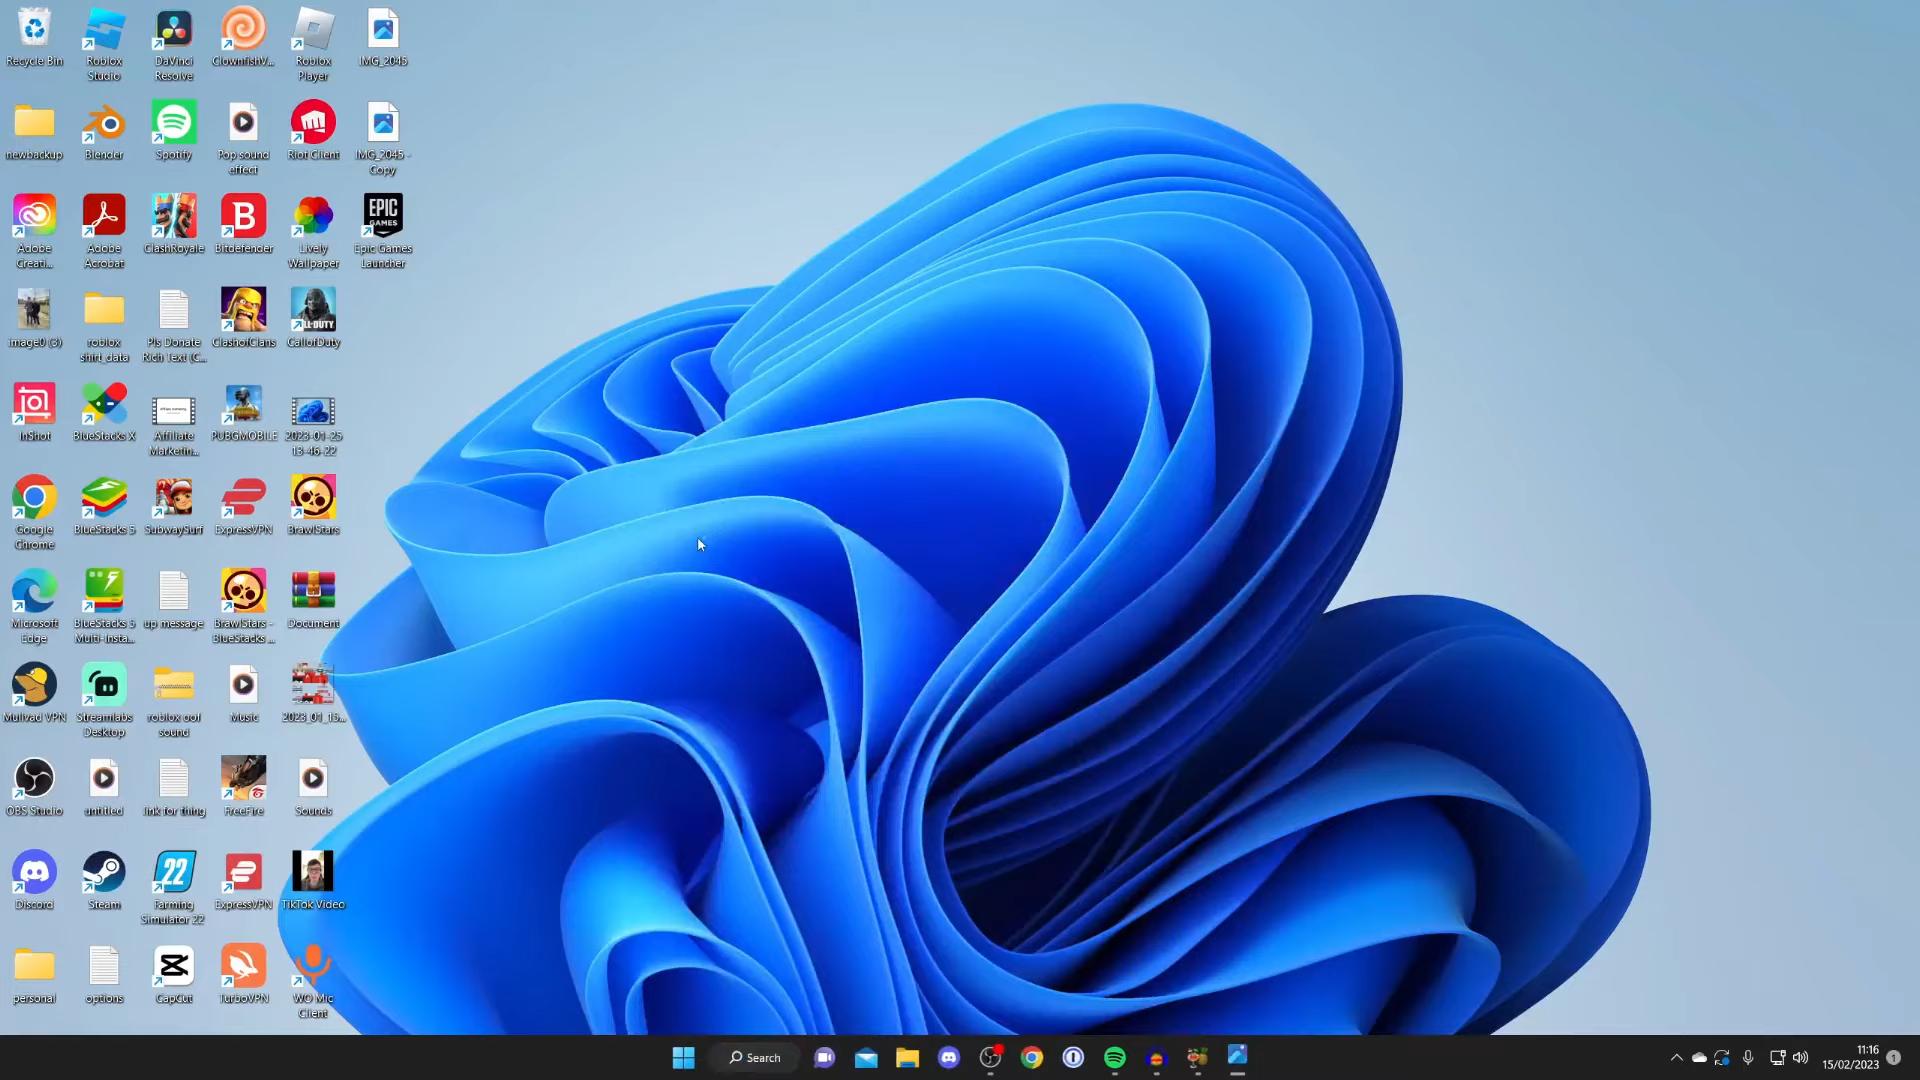 Recycle Bin
Roblox
Studio
DaVinci
Resolve
ClownfishV...
Roblox
Player
IMG_2045
newbackup
Blender
Spotify
Pop sound
effect
Riot Client
IMG_2045 -
Copy
Adobe
Creati...
Adobe
Acrobat
ClashRoyale
Bitdefender
Lively
Wallpaper
EPIC
GAMES
Epic Games
Launcher
image0 (3)
roblox
shirt_data
Pls Donate
Rich Text (C...
ClashofClans
CallofDuty
InShot
BlueStacks X
Affiliate
Marketin...
PUBGMOBILE
2023-01-25
13-46-22
Google
Chrome
BlueStacks 5
SubwaySurf
ExpressVPN
BrawlStars
Microsoft
Edge
BlueStacks 5
Multi-Insta...
up message
BrawlStars -
BlueStacks ...
Document
Mullvad VPN
Streamlabs
Desktop
roblox oof
sound
Music
2023_01_15...
OBS Studio
untitled
link for thing
FreeFire
Sounds
Discord
Steam
22
Farming
Simulator 22
ExpressVPN
TikTok Video
personal
options
CapCut
TurboVPN
WO Mic
Client
Search
11:16
15/02/2023
1